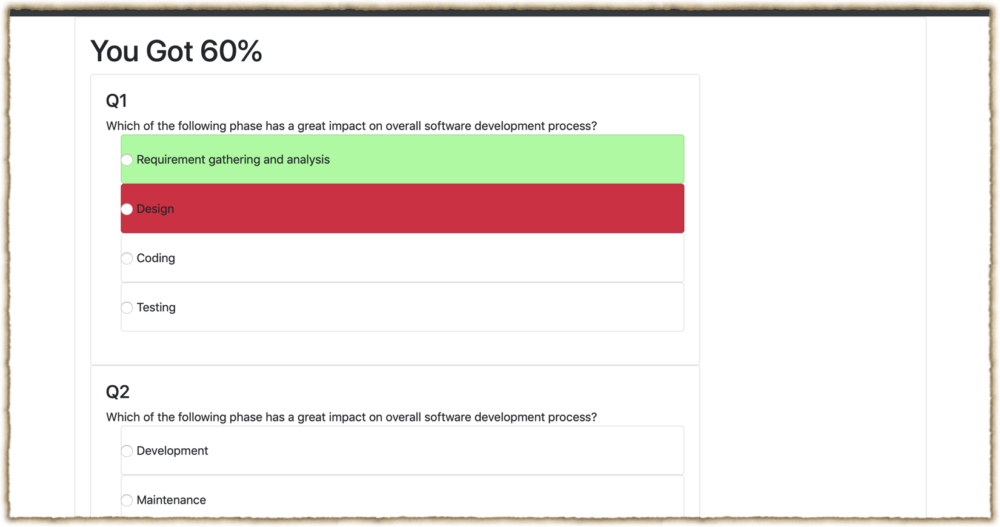 You Got 60%
Q1
Which of the following phase has a great impact on overall software development process?
Requirement gathering and analysis
Design
Coding
Testing
Q2
Which of the following phase has a great impact on overall software development process?
Development
Maintenance